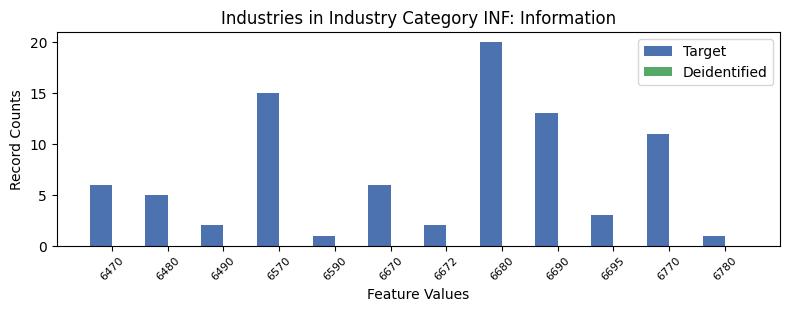 Industries in Industry Category INF: Information
Target
Deidentified
Record Counts
20
15
10
5
0
6470 6480 6490 6570 6590 6670 6672 6680 6690 6695 6770 6780
Feature Values